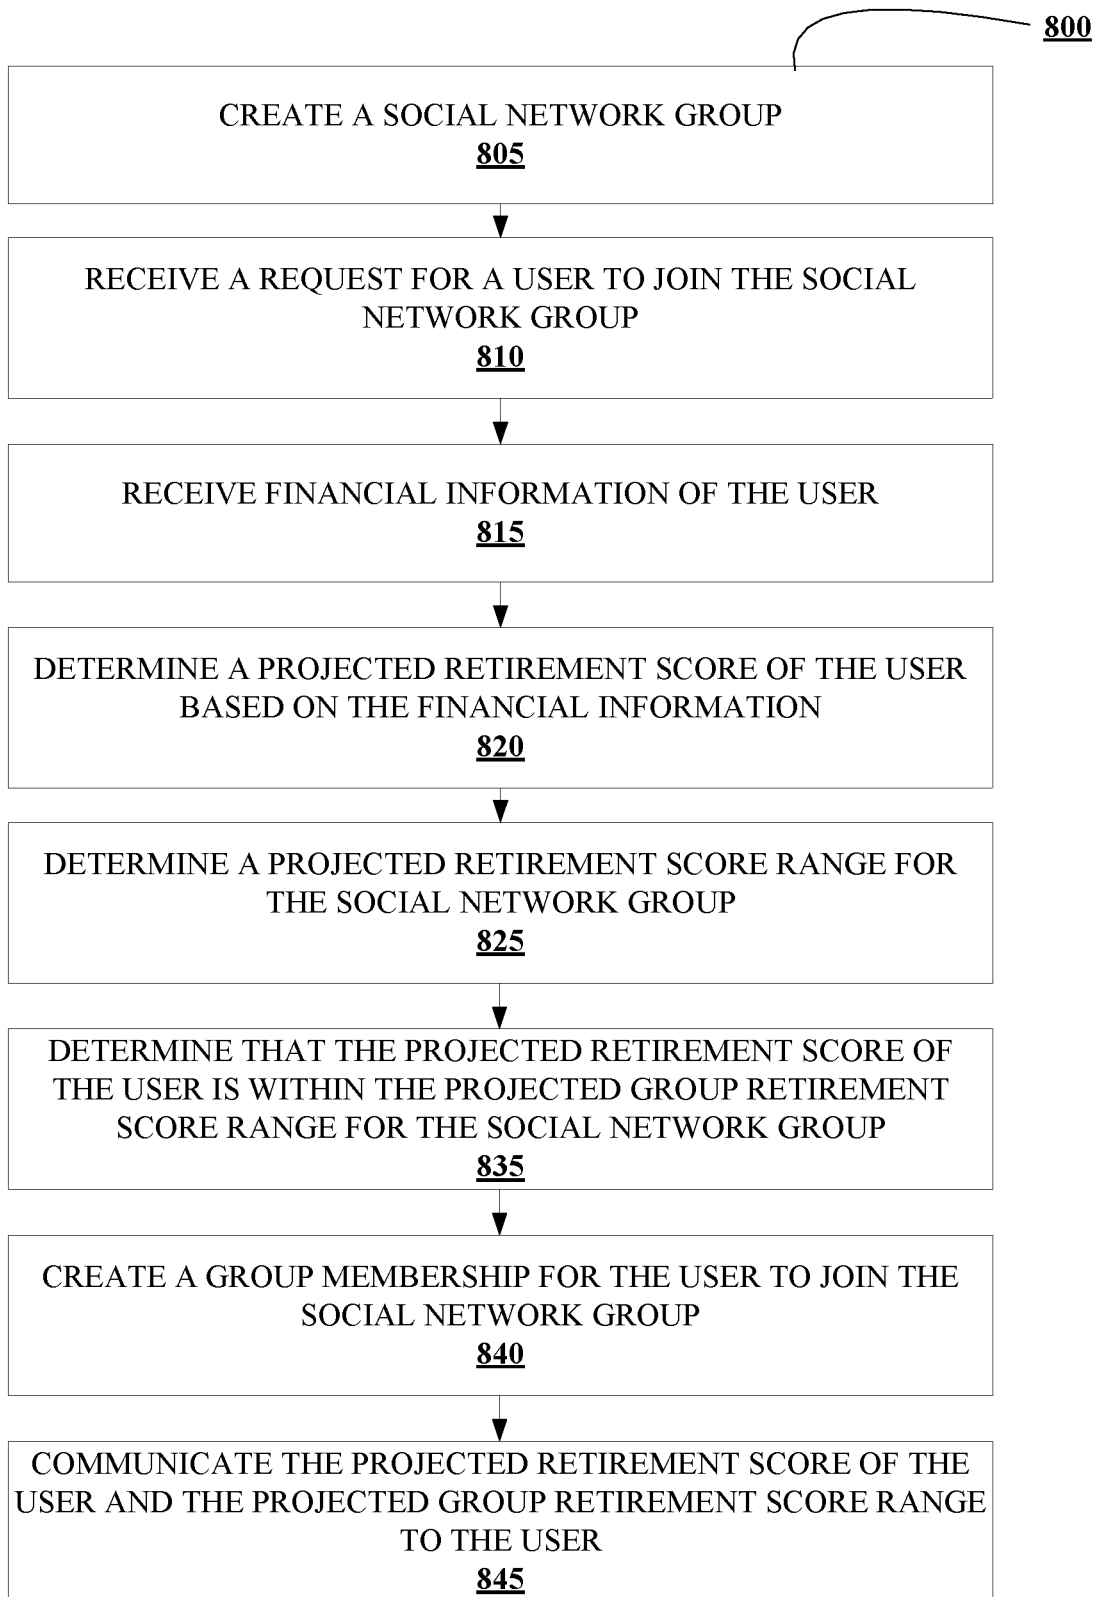 800
CREATE A SOCIAL NETWORK GROUP
805
RECEIVE A REQUEST FOR A USER TO JOIN THE SOCIAL
NETWORK GROUP
810
RECEIVE FINANCIAL INFORMATION OF THE USER
815
DETERMINE A PROJECTED RETIREMENT SCORE OF THE USER
BASED ON THE FINANCIAL INFORMATION
820
DETERMINE A PROJECTED RETIREMENT SCORE RANGE FOR
THE SOCIAL NETWORK GROUP
825
DETERMINE THAT THE PROJECTED RETIREMENT SCORE OF
THE USER IS WITHIN THE PROJECTED GROUP RETIREMENT
SCORE RANGE FOR THE SOCIAL NETWORK GROUP
835
CREATE A GROUP MEMBERSHIP FOR THE USER TO JOIN THE
SOCIAL NETWORK GROUP
840
COMMUNICATE THE PROJECTED RETIREMENT SCORE OF THE
USER AND THE PROJECTED GROUP RETIREMENT SCORE RANGE
TO THE USER
845